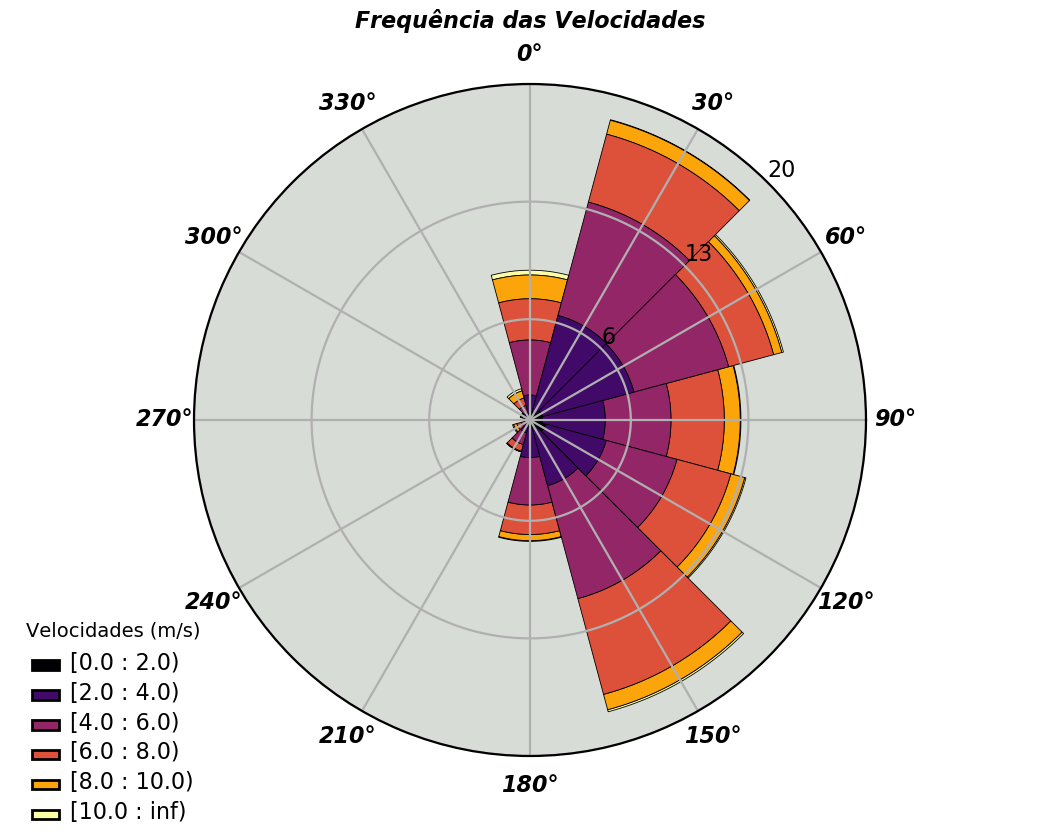 Frequência das Velocidades
0°
330°
30°
20
300°
60°
13
6
270°
90°
240°
120°
210°
150°
180°
Velocidades (m/s)
[0.0 : 2.0)
[2.0 : 4.0)
[4.0 : 6.0)
[6.0 : 8.0)
[8.0 : 10.0)
[10.0 : inf)